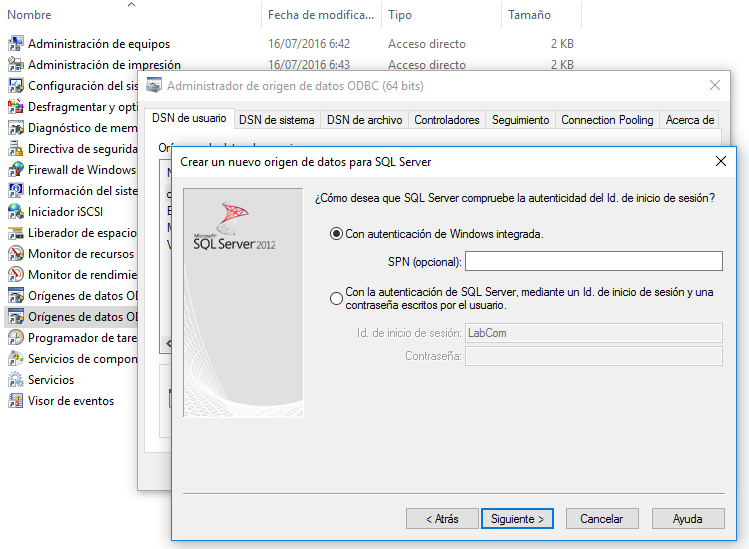 Nombre Fecha de modifica... Tipo Tamaño
Administración de equipos 16/07/2016 6:42 Acceso directo 2 KB
Administración de impresión 16/07/2016 6:43 Acceso directo 2 KB
Configuración del sis
Desfragmentar y opti
Diagnóstico de mem
Directiva de segurida
Firewall de Windows
Información del siste
Iniciador iSCSI
Liberador de espacio
Monitor de recursos
Monitor de rendimie
Orígenes de datos OD
Orígenes de datos OD
Programador de tare
Servicios de compon
Servicios
Visor de eventos
Administrador de origen de datos ODBC (64 bits)
DSN de usuario DSN de sistema DSN de archivo Controladores Seguimiento Connection Pooling Acerca de
Crear un nuevo origen de datos para SQL Server
Microsoft
SQL Server 2012
¿Cómo desea que SQL Server compruebe la autenticidad del Id. de inicio de sesión?
Con autenticación de Windows integrada.
SPN (opcional):
Con la autenticación de SQL Server, mediante un Id. de inicio de sesión y una
contraseña escritos por el usuario.
Id. de inicio de sesión: LabCom
Contraseña:
< Atrás Siguiente > Cancelar Ayuda